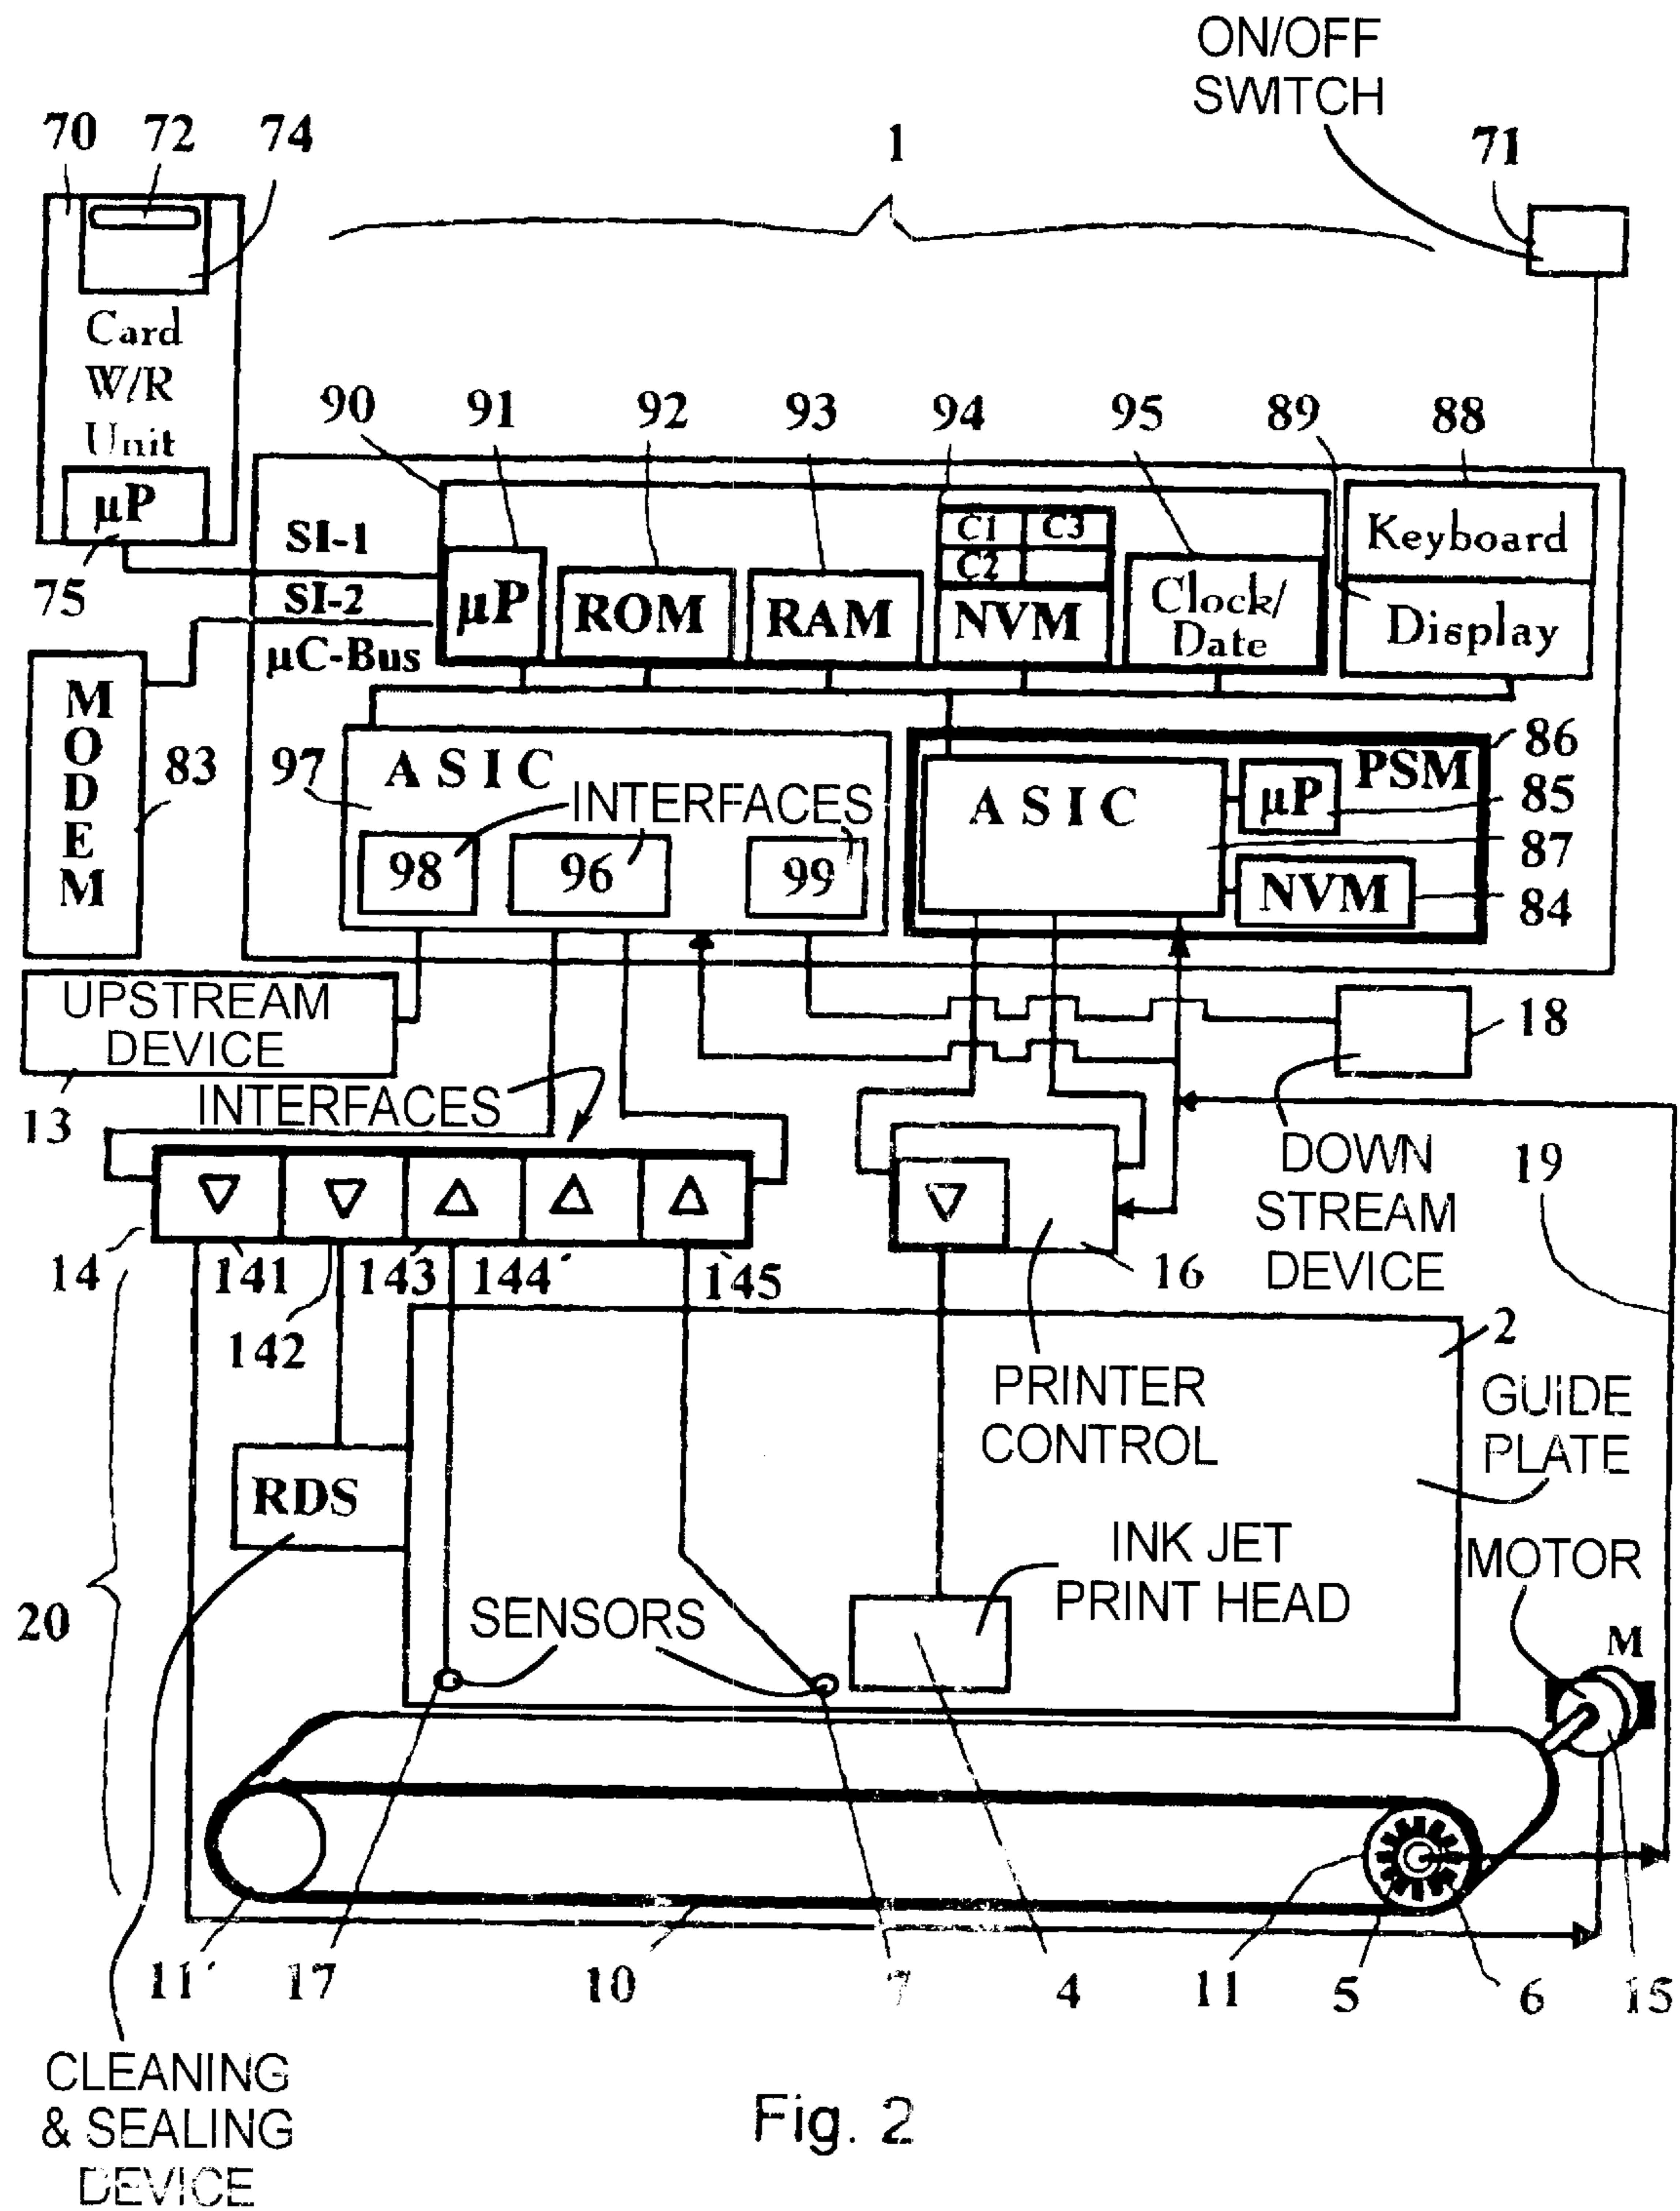 ON/OFF
SWITCH
70
72
74
1
71
Card
W/R
Unit
µP
75
90
91
92
93
94
95
89
88
SI-1
SI-2
µC-Bus
µP
ROM
RAM
C1
C3
C2
NVM
Clock/
Date
Keyboard
Display
MODEM
83
97
ASIC
INTERFACES
98
96
99
ASIC
µP
PSM
NVM
86
85
87
84
UPSTREAM
DEVICE
13
INTERFACES
18
DOWN
STREAM
DEVICE
19
14
141
142
143
144
145
16
PRINTER
CONTROL
2
GUIDE
PLATE
RDS
20
SENSORS
INK JET
PRINT HEAD
MOTOR
M
11'
17
10
7
4
11
5
6
15
CLEANING
& SEALING
DEVICE
Fig. 2